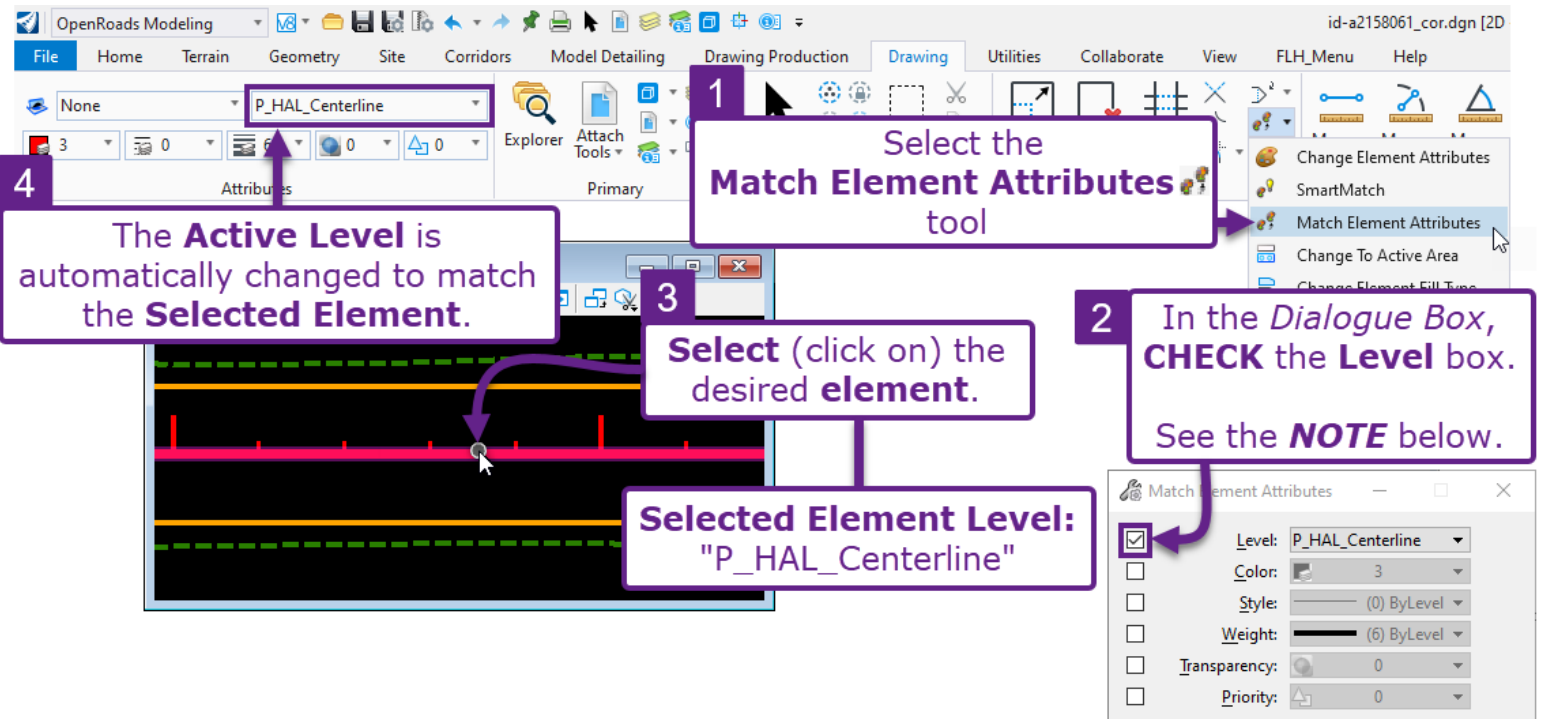 OpenRoads Modeling
id-a2158061_cor.dgn [2D
File Home Terrain Geometry Site Corridors Model Detailing Drawing Production Drawing Utilities Collaborate View FLH_Menu Help
None P_HAL_Centerline
3 0 6 0 0
Attributes
Explorer
Attach
Tools
Primary
1
Select the
Match Element Attributes
tool
Change Element Attributes
SmartMatch
Match Element Attributes
Change To Active Area
Change Element Fill Type
4
The Active Level is
automatically changed to match
the Selected Element.
3
Select (click on) the
desired element.
Selected Element Level:
"P_HAL_Centerline"
2
In the Dialogue Box,
CHECK the Level box.
See the NOTE below.
Match Element Attributes
Level: P_HAL_Centerline
Color: 3
Style: (0) ByLevel
Weight: (6) ByLevel
Transparency: 0
Priority: 0